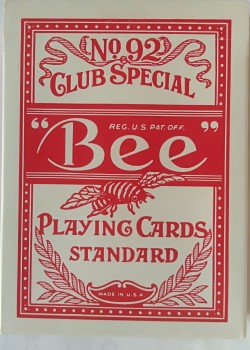 No. 92
Club Special
REG. U.S. PAT. OFF.
"Bee"
Playing Cards
STANDARD
MADE IN U.S.A.